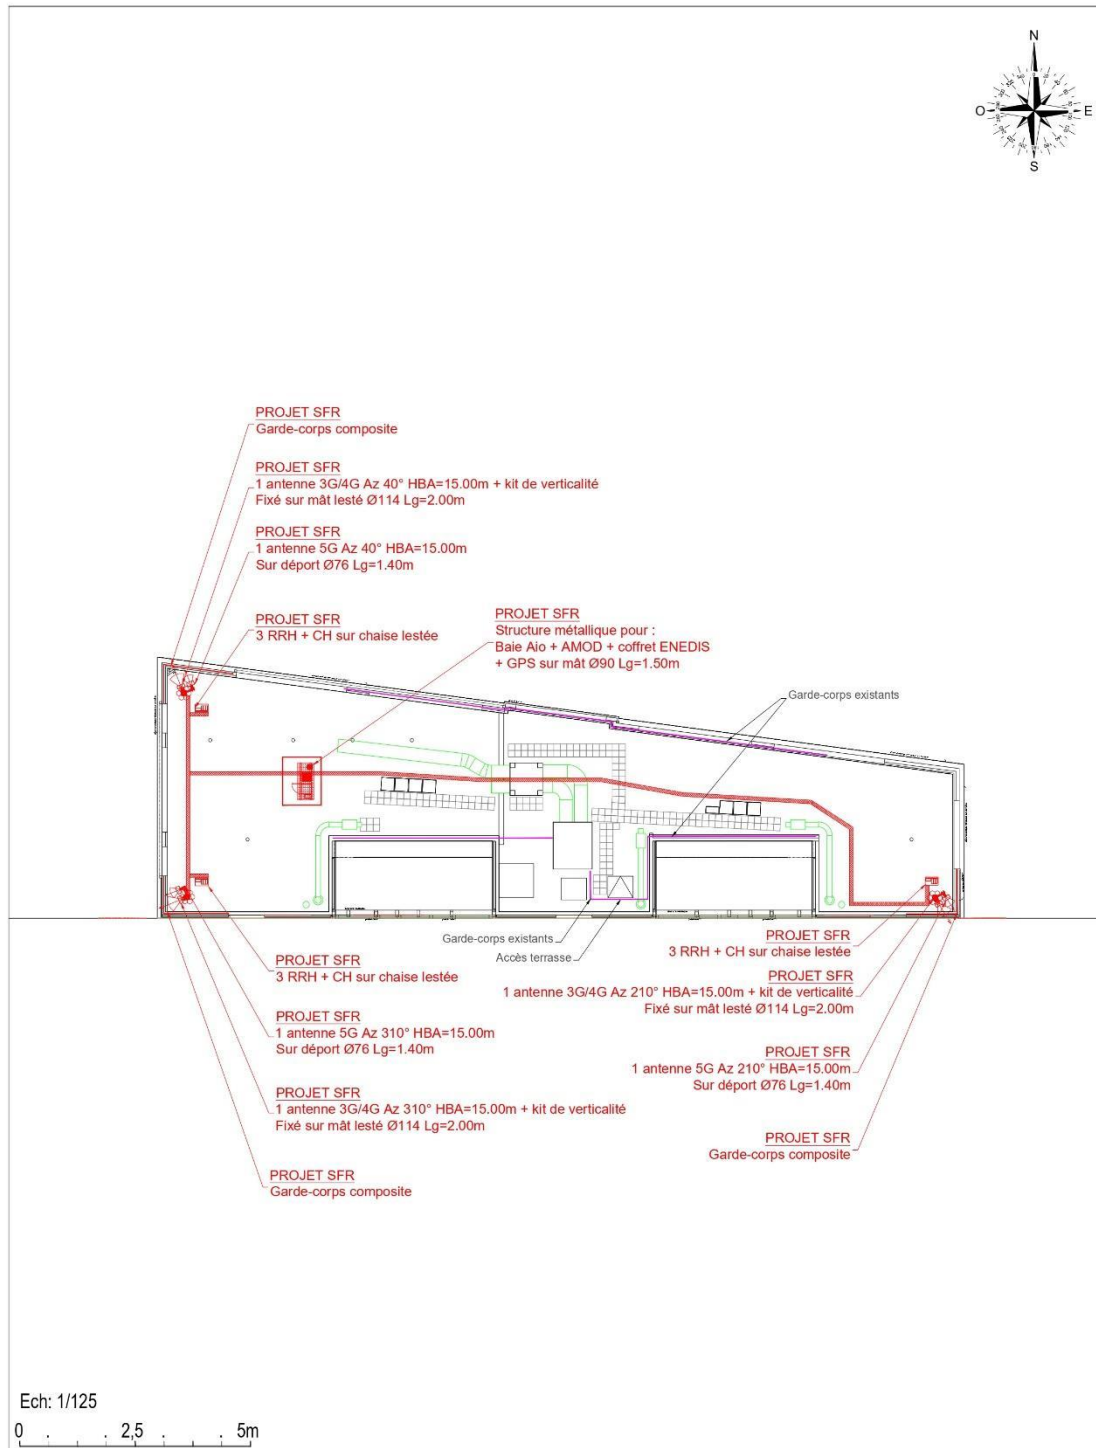 N
O
E
S
PROJET SFR
Garde-corps composite
PROJET SFR
1 antenne 3G/4G Az 40° HBA=15.00m + kit de verticalité
Fixé sur mât lesté Ø114 Lg=2.00m
PROJET SFR
1 antenne 5G Az 40° HBA=15.00m
Sur déport Ø76 Lg=1.40m
PROJET SFR
3 RRH + CH sur chaise lestée
PROJET SFR
Structure métallique pour :
Baie Aio + AMOD + coffret ENEDIS
+ GPS sur mât Ø90 Lg=1.50m
Garde-corps existants
Garde-corps existants
Accès terrasse
PROJET SFR
3 RRH + CH sur chaise lestée
PROJET SFR
3 RRH + CH sur chaise lestée
PROJET SFR
1 antenne 3G/4G Az 210° HBA=15.00m + kit de verticalité
Fixé sur mât lesté Ø114 Lg=2.00m
PROJET SFR
1 antenne 5G Az 310° HBA=15.00m
Sur déport Ø76 Lg=1.40m
PROJET SFR
1 antenne 5G Az 210° HBA=15.00m
Sur déport Ø76 Lg=1.40m
PROJET SFR
1 antenne 3G/4G Az 310° HBA=15.00m + kit de verticalité
Fixé sur mât lesté Ø114 Lg=2.00m
PROJET SFR
Garde-corps composite
PROJET SFR
Garde-corps composite
Ech: 1/125
0 . . 2,5 . . 5m